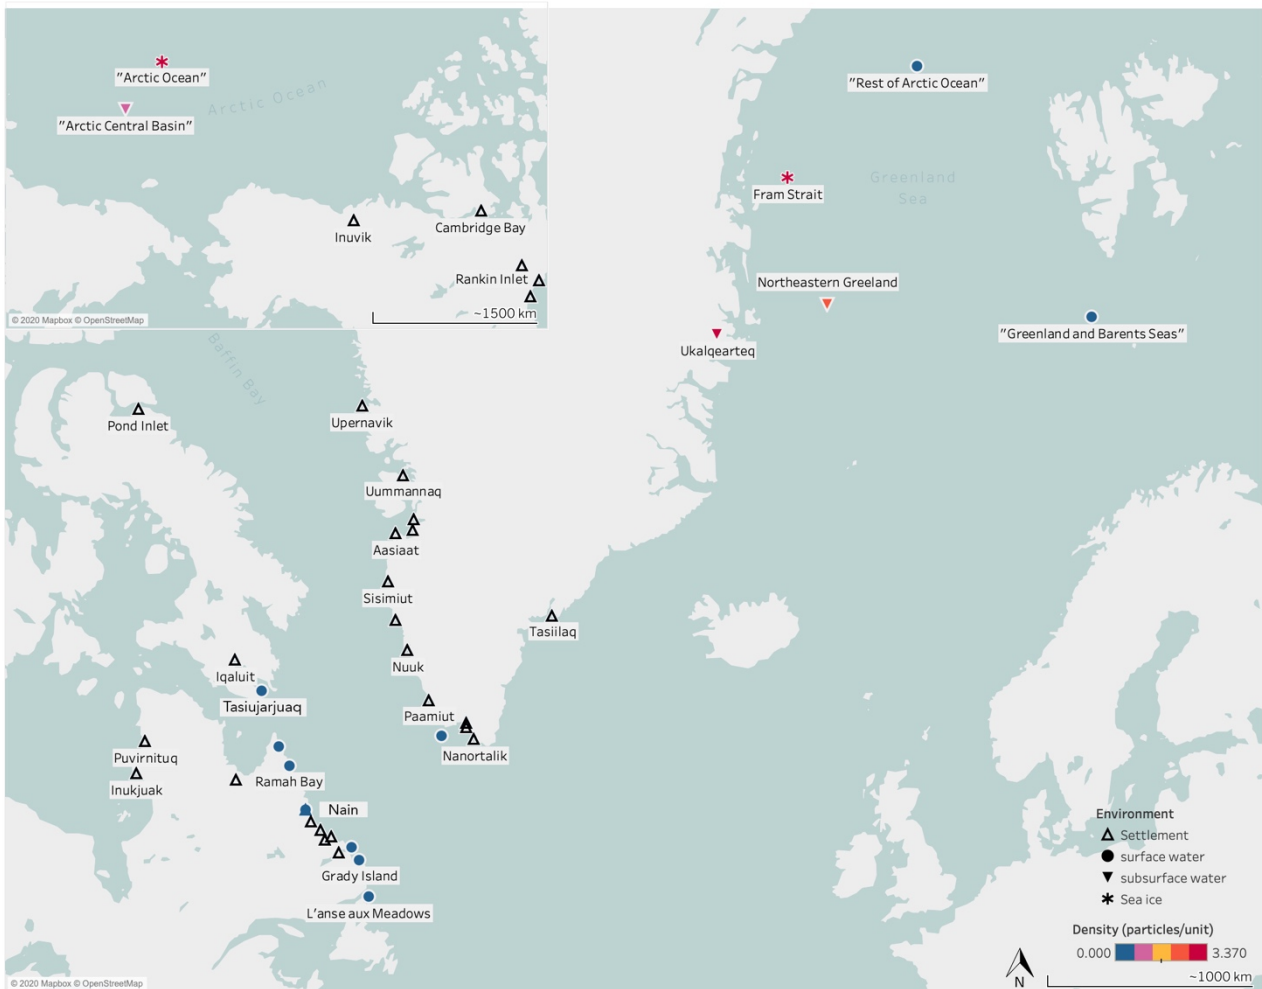 "Arctic Ocean"
Arctic Ocean
"Arctic Central Basin"
Inuvik
Cambridge Bay
Rankin Inlet
~1500 km
© 2020 Mapbox © OpenStreetMap
"Rest of Arctic Ocean"
Greenland
Sea
Fram Strait
Northeastern Greeland
"Greenland and Barents Seas"
Ukalqearteq
Baffin Bay
Pond Inlet
Upernavik
Uummannaq
Aasiaat
Sisimiut
Tasiilaq
Nuuk
Iqaluit
Tasiujarjuaq
Paamiut
Nanortalik
Puvirnituq
Inukjuak
Ramah Bay
Nain
Grady Island
L'anse aux Meadows
Environment
Settlement
surface water
subsurface water
Sea ice
Density (particles/unit)
0.000 3.370
N
~1000 km
© 2020 Mapbox © OpenStreetMap